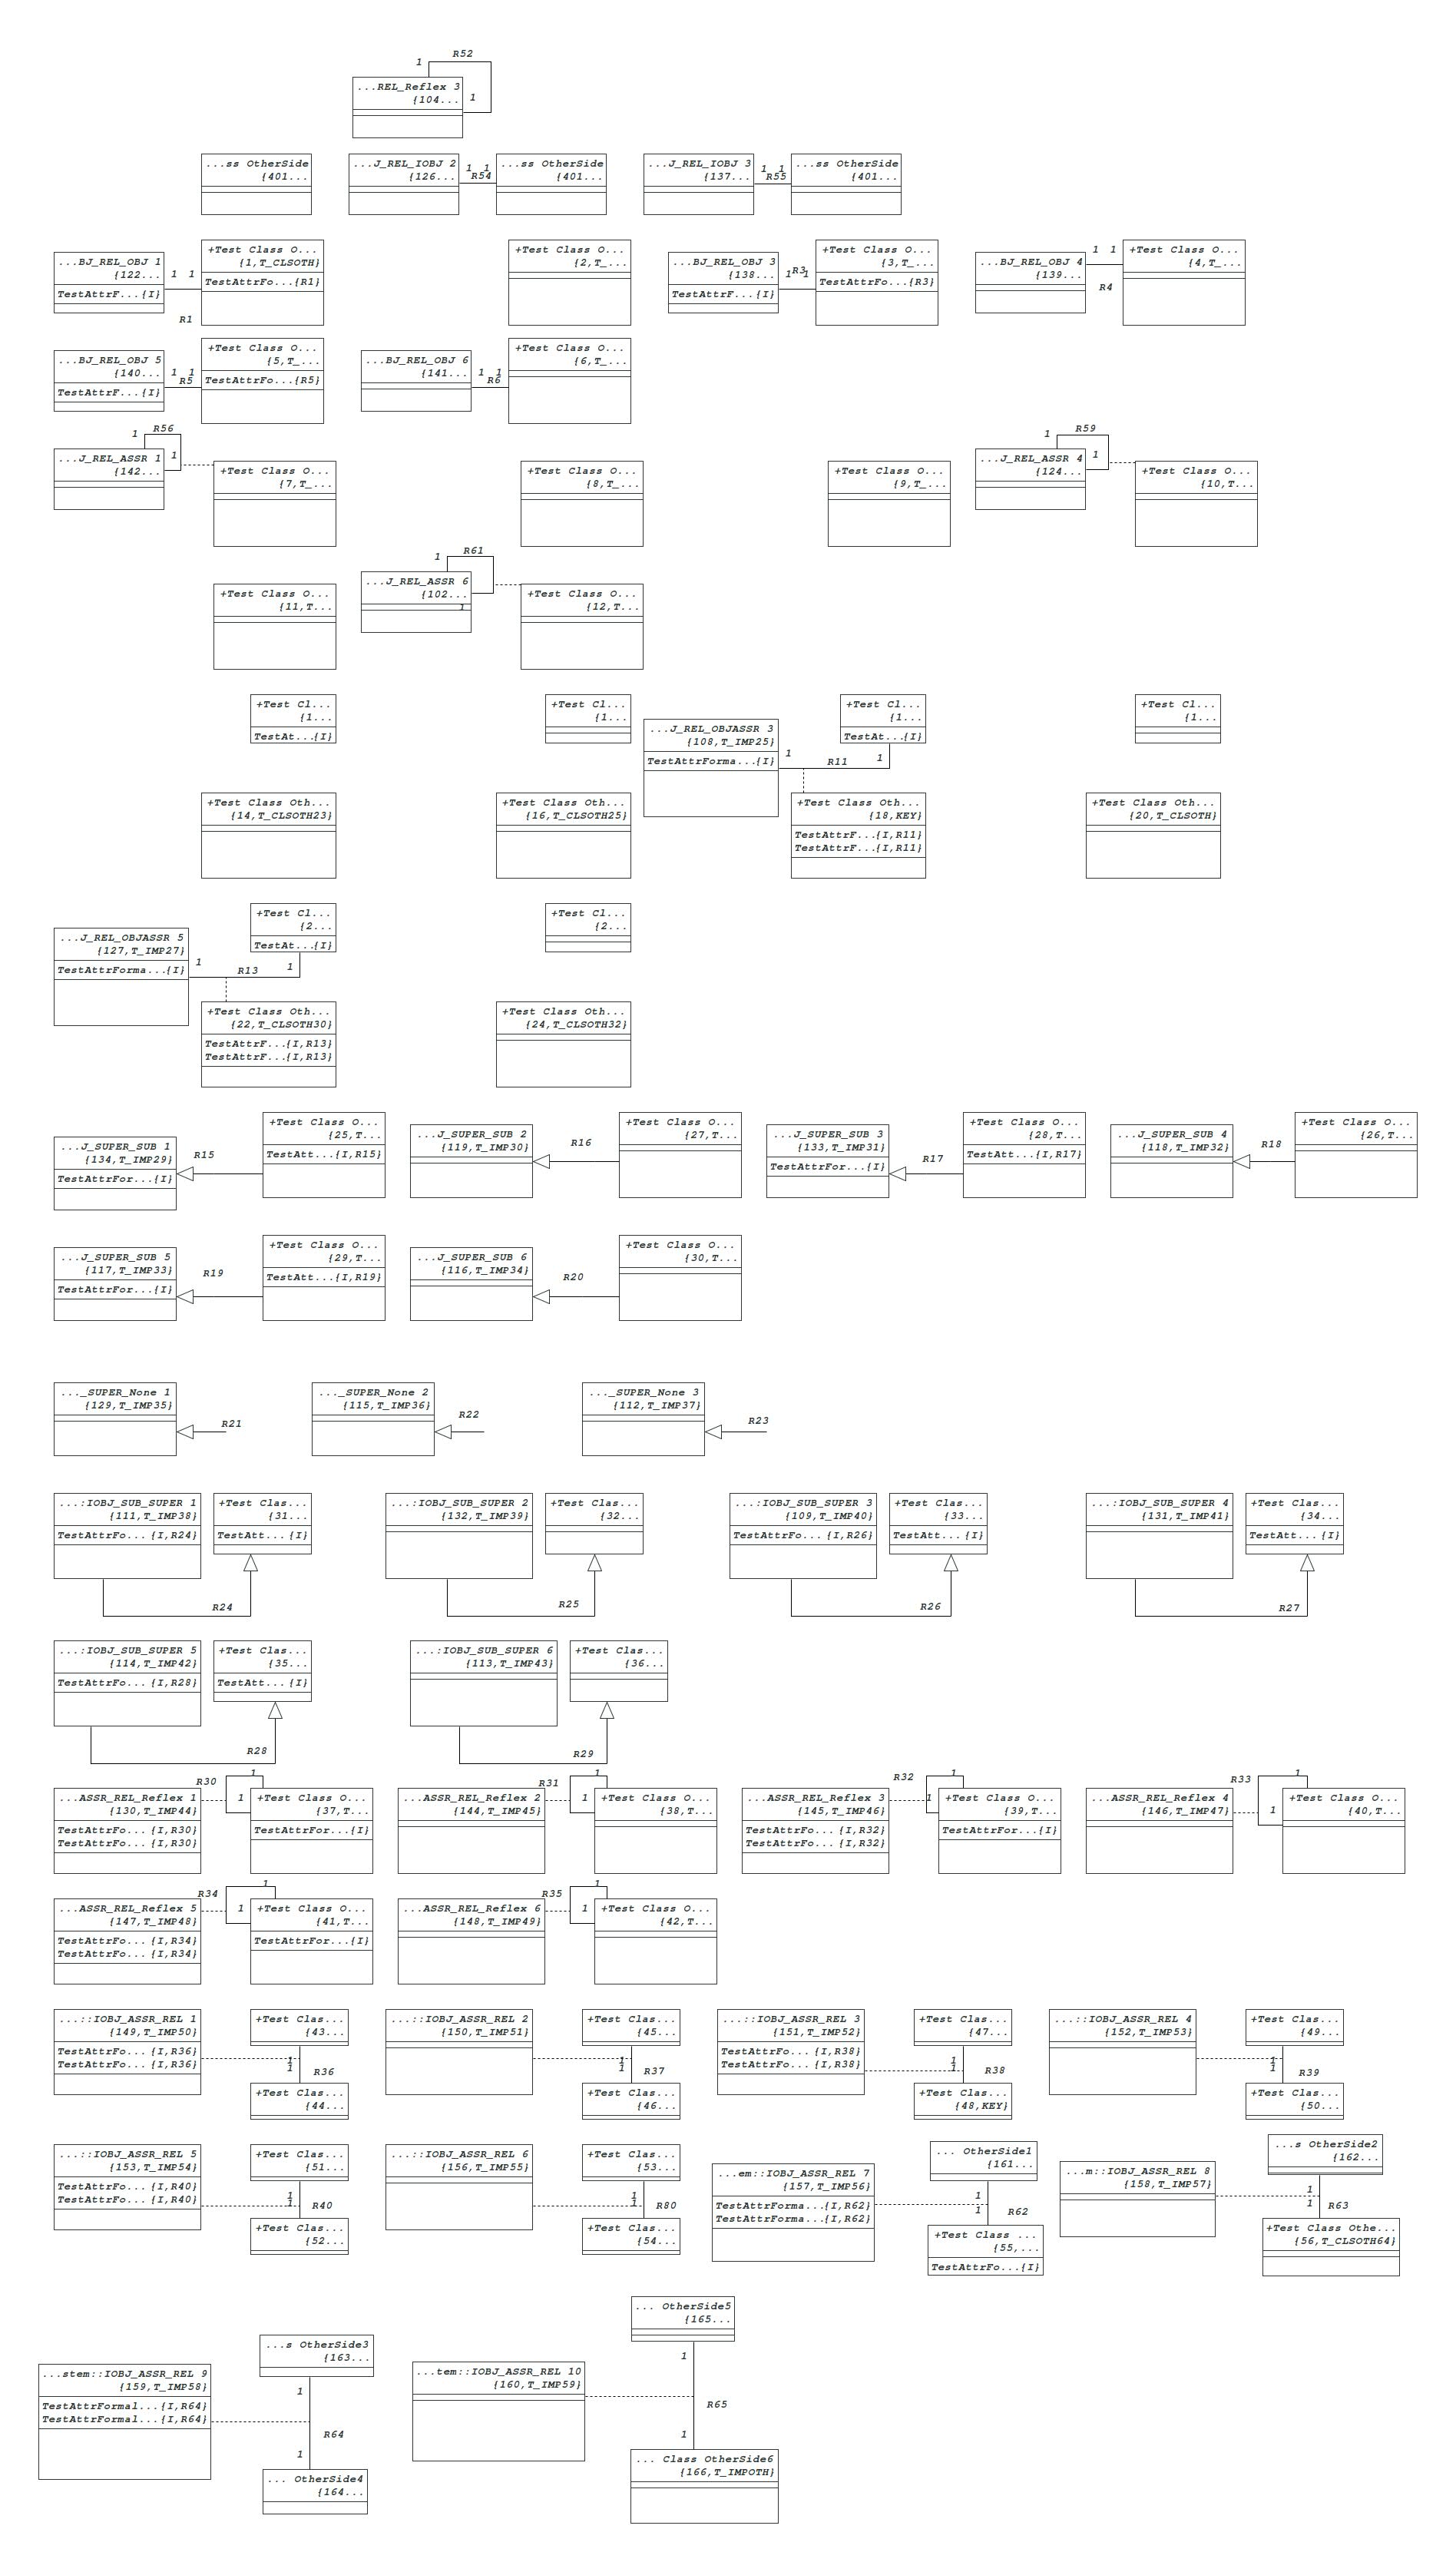 R52
1
...REL_Reflex 3
{104...
1
...ss OtherSide
{401...
...J_REL_IOBJ 2
{126...
1 1
R54
...ss OtherSide
{401...
...J_REL_IOBJ 3
{137...
1 1
R55
...ss OtherSide
{401...
...BJ_REL_OBJ 1
{122...
TestAttrF...{I}
1 1
R1
+Test Class O...
{1,T_CLSOTH}
TestAttrFo...{R1}
+Test Class O...
{2,T_...
...BJ_REL_OBJ 3
{138...
TestAttrF...{I}
R3
1 1
+Test Class O...
{3,T_...
TestAttrFo...{R3}
...BJ_REL_OBJ 4
{139...
1 1
R4
+Test Class O...
{4,T_...
...BJ_REL_OBJ 5
{140...
TestAttrF...{I}
1 1
R5
+Test Class O...
{5,T_...
TestAttrFo...{R5}
...BJ_REL_OBJ 6
{141...
1 1
R6
+Test Class O...
{6,T_...
R56
1
...J_REL_ASSR 1
{142...
1
+Test Class O...
{7,T_...
+Test Class O...
{8,T_...
+Test Class O...
{9,T_...
R59
1
...J_REL_ASSR 4
{124...
1
+Test Class O...
{10,T...
+Test Class O...
{11,T...
R61
1
...J_REL_ASSR 6
{102...
1
+Test Class O...
{12,T...
+Test Cl...
{1...
TestAt...{I}
+Test Cl...
{1...
...J_REL_OBJASSR 3
{108,T_IMP25}
TestAttrForma...{I}
1
R11
1
+Test Cl...
{1...
TestAt...{I}
+Test Cl...
{1...
+Test Class Oth...
{14,T_CLSOTH23}
+Test Class Oth...
{16,T_CLSOTH25}
+Test Class Oth...
{18,KEY}
TestAttrF...{I,R11}
TestAttrF...{I,R11}
+Test Class Oth...
{20,T_CLSOTH}
...J_REL_OBJASSR 5
{127,T_IMP27}
TestAttrForma...{I}
1
R13
1
+Test Cl...
{2...
TestAt...{I}
+Test Cl...
{2...
+Test Class Oth...
{22,T_CLSOTH30}
TestAttrF...{I,R13}
TestAttrF...{I,R13}
+Test Class Oth...
{24,T_CLSOTH32}
...J_SUPER_SUB 1
{134,T_IMP29}
TestAttrFor...{I}
R15
+Test Class O...
{25,T...
TestAtt...{I,R15}
...J_SUPER_SUB 2
{119,T_IMP30}
R16
+Test Class O...
{27,T...
...J_SUPER_SUB 3
{133,T_IMP31}
TestAttrFor...{I}
R17
+Test Class O...
{28,T...
TestAtt...{I,R17}
...J_SUPER_SUB 4
{118,T_IMP32}
R18
+Test Class O...
{26,T...
...J_SUPER_SUB 5
{117,T_IMP33}
TestAttrFor...{I}
R19
+Test Class O...
{29,T...
TestAtt...{I,R19}
...J_SUPER_SUB 6
{116,T_IMP34}
R20
+Test Class O...
{30,T...
..._SUPER_None 1
{129,T_IMP35}
R21
..._SUPER_None 2
{115,T_IMP36}
R22
..._SUPER_None 3
{112,T_IMP37}
R23
...:IOBJ_SUB_SUPER 1
{111,T_IMP38}
TestAttrFo...{I,R24}
+Test Clas...
{31...
TestAtt...{I}
R24
...:IOBJ_SUB_SUPER 2
{132,T_IMP39}
+Test Clas...
{32...
R25
...:IOBJ_SUB_SUPER 3
{109,T_IMP40}
TestAttrFo...{I,R26}
+Test Clas...
{33...
TestAtt...{I}
R26
...:IOBJ_SUB_SUPER 4
{131,T_IMP41}
+Test Clas...
{34...
TestAtt...{I}
R27
...:IOBJ_SUB_SUPER 5
{114,T_IMP42}
TestAttrFo...{I,R28}
+Test Clas...
{35...
TestAtt...{I}
R28
...:IOBJ_SUB_SUPER 6
{113,T_IMP43}
+Test Clas...
{36...
R29
...ASSR_REL_Reflex 1
{130,T_IMP44}
TestAttrFo...{I,R30}
TestAttrFo...{I,R30}
R30
1
1
+Test Class O...
{37,T...
TestAttrFor...{I}
...ASSR_REL_Reflex 2
{144,T_IMP45}
R31
1
1
+Test Class O...
{38,T...
...ASSR_REL_Reflex 3
{145,T_IMP46}
TestAttrFo...{I,R32}
TestAttrFo...{I,R32}
R32
1
1
+Test Class O...
{39,T...
TestAttrFor...{I}
...ASSR_REL_Reflex 4
{146,T_IMP47}
R33
1
1
+Test Class O...
{40,T...
...ASSR_REL_Reflex 5
{147,T_IMP48}
TestAttrFo...{I,R34}
TestAttrFo...{I,R34}
R34
1
1
+Test Class O...
{41,T...
TestAttrFor...{I}
...ASSR_REL_Reflex 6
{148,T_IMP49}
R35
1
1
+Test Class O...
{42,T...
...::IOBJ_ASSR_REL 1
{149,T_IMP50}
TestAttrFo...{I,R36}
TestAttrFo...{I,R36}
+Test Clas...
{43...
1
1
R36
+Test Clas...
{44...
...::IOBJ_ASSR_REL 2
{150,T_IMP51}
+Test Clas...
{45...
1
1
R37
+Test Clas...
{46...
...::IOBJ_ASSR_REL 3
{151,T_IMP52}
TestAttrFo...{I,R38}
TestAttrFo...{I,R38}
+Test Clas...
{47...
1
1
R38
+Test Clas...
{48,KEY}
...::IOBJ_ASSR_REL 4
{152,T_IMP53}
+Test Clas...
{49...
1
1
R39
+Test Clas...
{50...
...::IOBJ_ASSR_REL 5
{153,T_IMP54}
TestAttrFo...{I,R40}
TestAttrFo...{I,R40}
+Test Clas...
{51...
1
1
R40
+Test Clas...
{52...
...::IOBJ_ASSR_REL 6
{156,T_IMP55}
+Test Clas...
{53...
1
1
R80
+Test Clas...
{54...
...em::IOBJ_ASSR_REL 7
{157,T_IMP56}
TestAttrForma...{I,R62}
TestAttrForma...{I,R62}
... OtherSide1
{161...
1
1
R62
+Test Class ...
{55,...
TestAttrFo...{I}
...m::IOBJ_ASSR_REL 8
{158,T_IMP57}
...s OtherSide2
{162...
1
1
R63
+Test Class Othe...
{56,T_CLSOTH64}
...stem::IOBJ_ASSR_REL 9
{159,T_IMP58}
TestAttrFormal...{I,R64}
TestAttrFormal...{I,R64}
...s OtherSide3
{163...
1
R64
1
... OtherSide4
{164...
...tem::IOBJ_ASSR_REL 10
{160,T_IMP59}
... OtherSide5
{165...
1
R65
1
... Class OtherSide6
{166,T_IMPOTH}